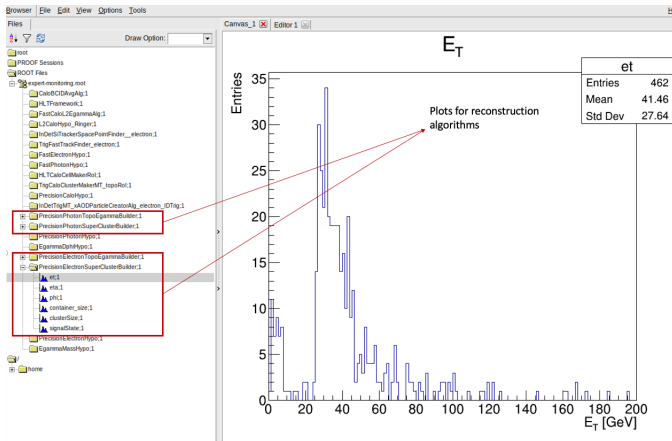 Browser File Edit View Options Tools
Files
Draw Option:
root
PROOF Sessions
ROOT Files
expert-monitoring.root
CaloBCIDAvgAlg;1
HLTFramework;1
FastCaloL2EgammaAlg;1
L2CaloHypo_Ringer;1
InDetSiTrackerSpacePointFinder__electron;1
TrigFastTrackFinder_electron;1
FastElectronHypo;1
FastPhotonHypo;1
HLTCaloCellMakerRoI;1
TrigCaloClusterMakerMT_topoRoI;1
PrecisionCaloHypo;1
InDetTrigMT_xAODParticleCreatorAlg_electron_IDTrig;1
PrecisionPhotonTopoEgammaBuilder;1
PrecisionPhotonSuperClusterBuilder;1
PrecisionPhotonHypo;1
EgammaDphiHypo;1
PrecisionElectronTopoEgammaBuilder;1
PrecisionElectronSuperClusterBuilder;1
et;1
eta;1
phi;1
container_size;1
clusterSize;1
signalState;1
PrecisionElectronHypo;1
EgammaMassHypo;1
/
home
Canvas_1 Editor 1
E_T
et
Entries 462
Mean 41.46
Std Dev 27.64
Plots for reconstruction
algorithms
Entries
35
30
25
20
15
10
5
0
0 20 40 60 80 100 120 140 160 180 200
E_T [GeV]